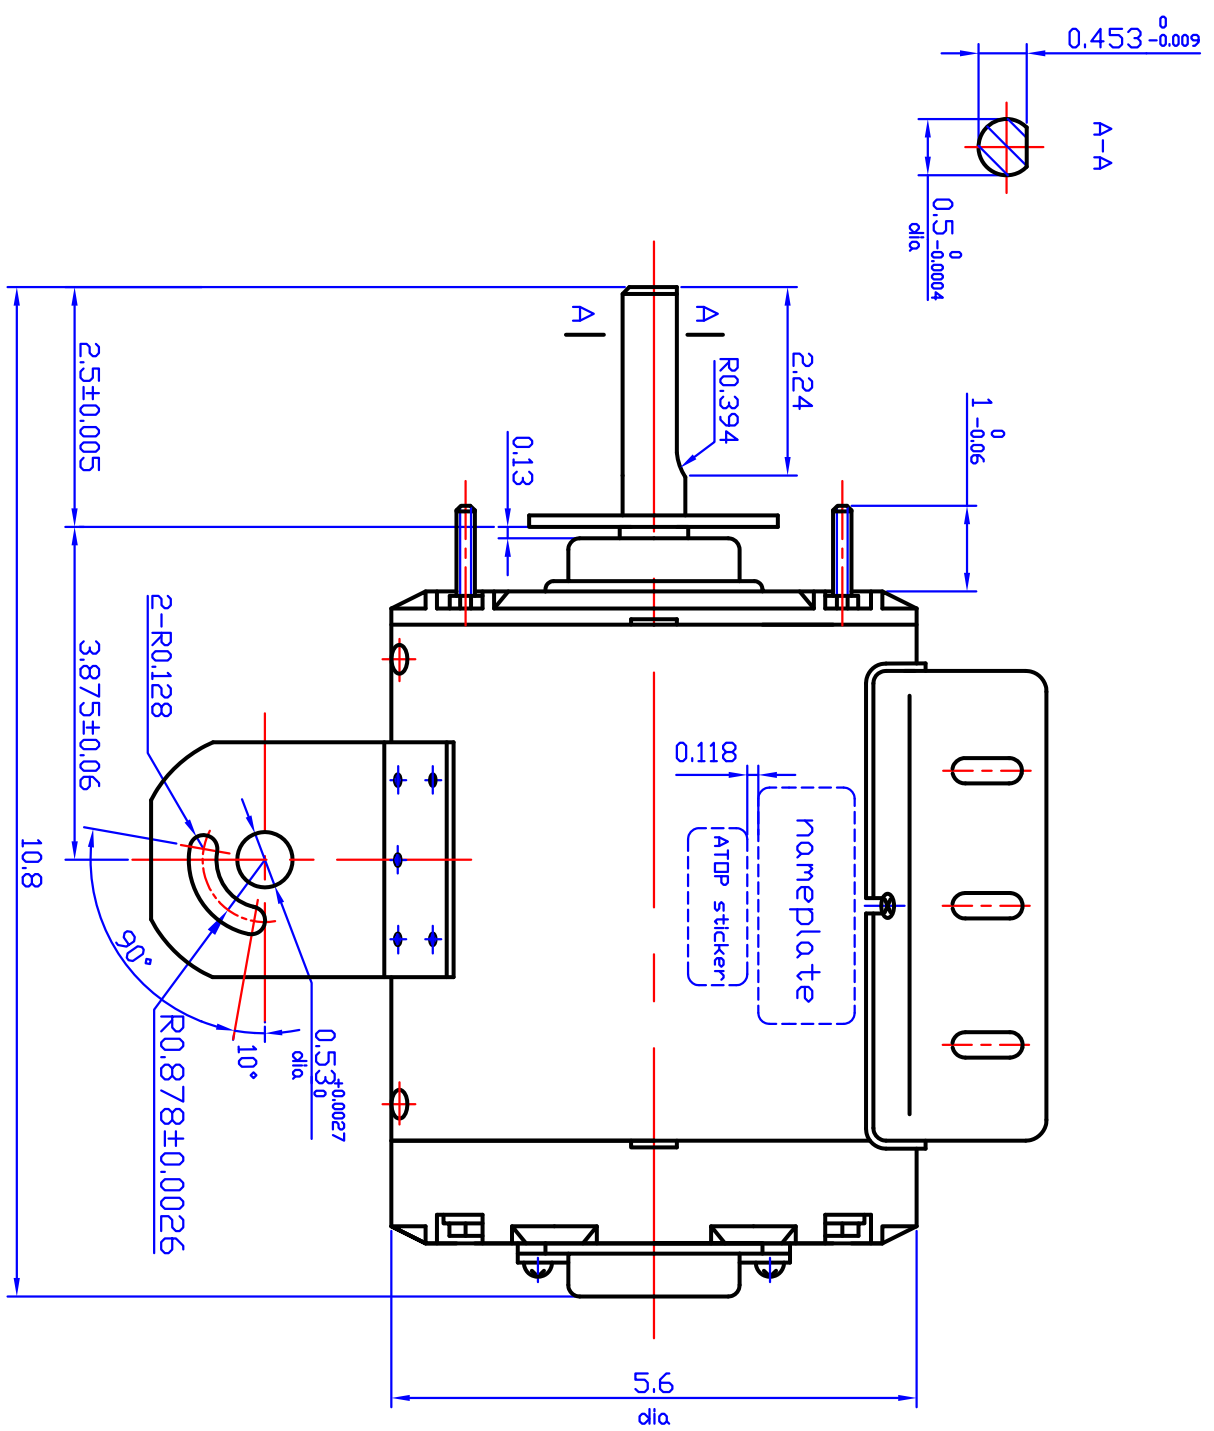 0.453 0 -0.009
A-A
0.5 0 -0.0004
dia
A
A
2.24
R0.394
1 0 -0.06
0.13
2.5±0.005
3.875±0.06
2-R0.128
10.8
0.118
nameplate
ATOP sticker
90°
10°
0.53 +0.0027 0
dia
R0.878±0.0026
5.6
dia